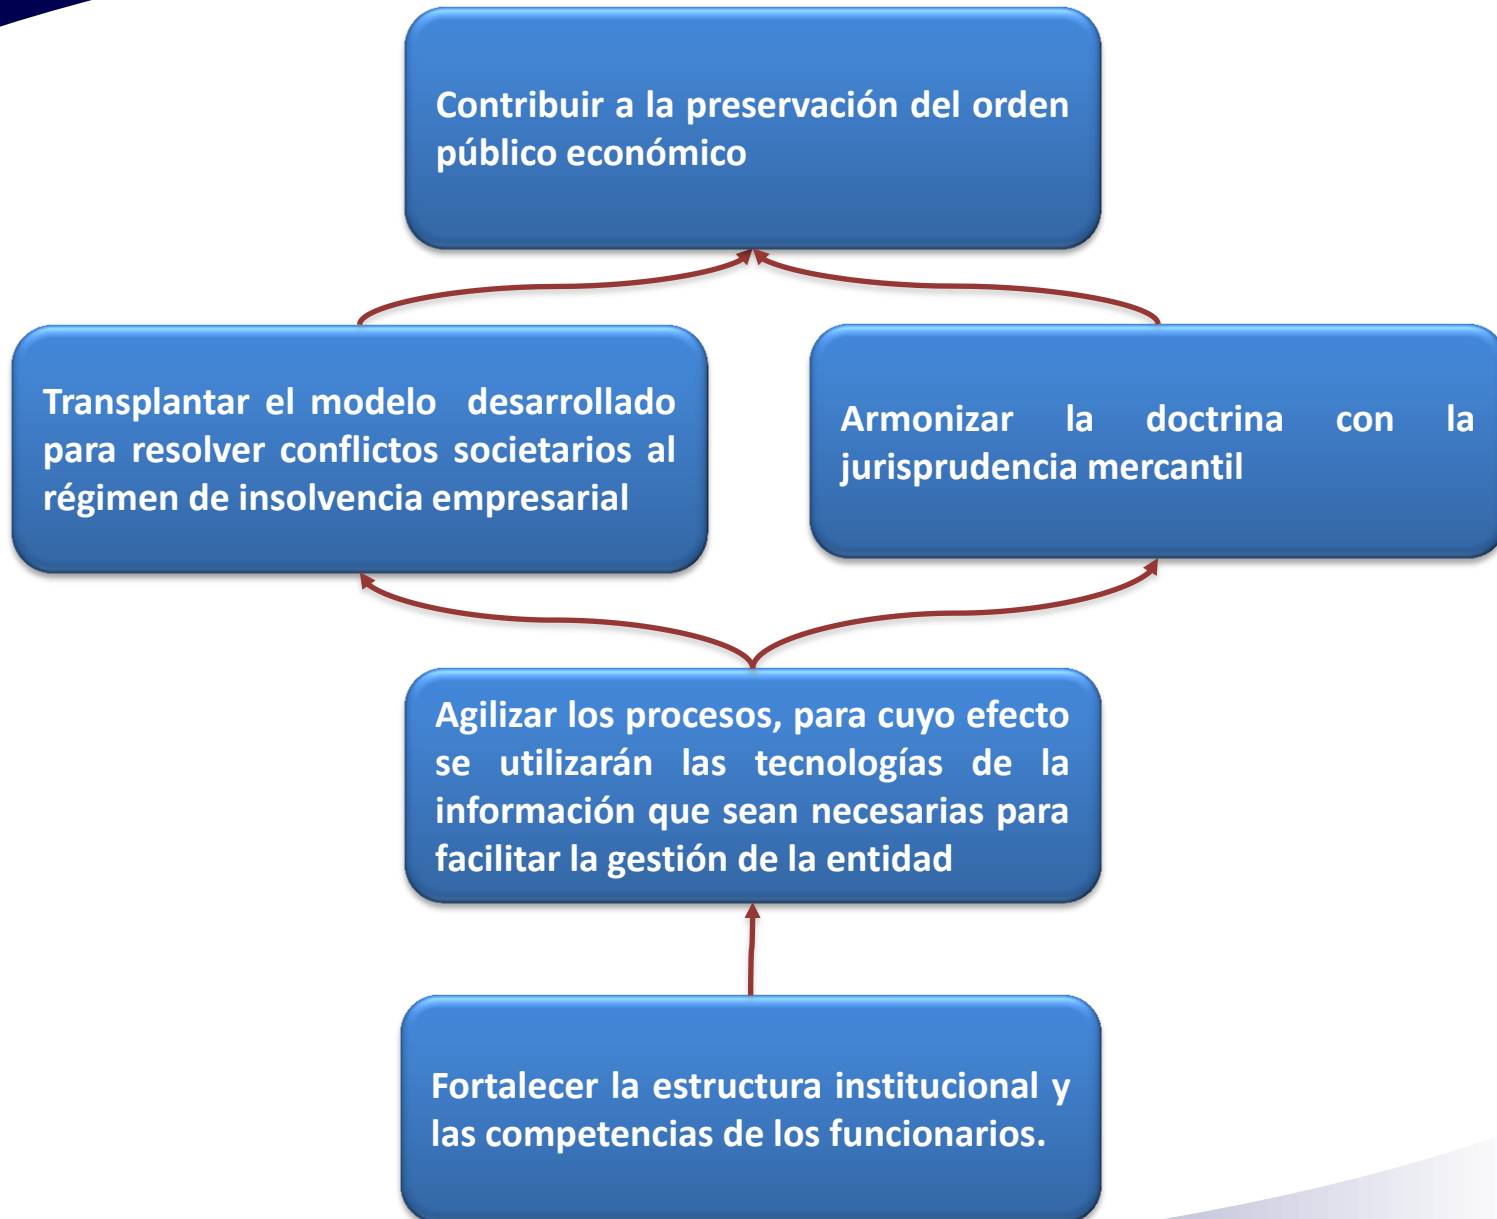 Contribuir a la preservación del orden
público económico
Transplantar el modelo desarrollado
para resolver conflictos societarios al
régimen de insolvencia empresarial
Armonizar la doctrina con la
jurisprudencia mercantil
Agilizar los procesos, para cuyo efecto
se utilizarán las tecnologías de la
información que sean necesarias para
facilitar la gestión de la entidad
Fortalecer la estructura institucional y
las competencias de los funcionarios.